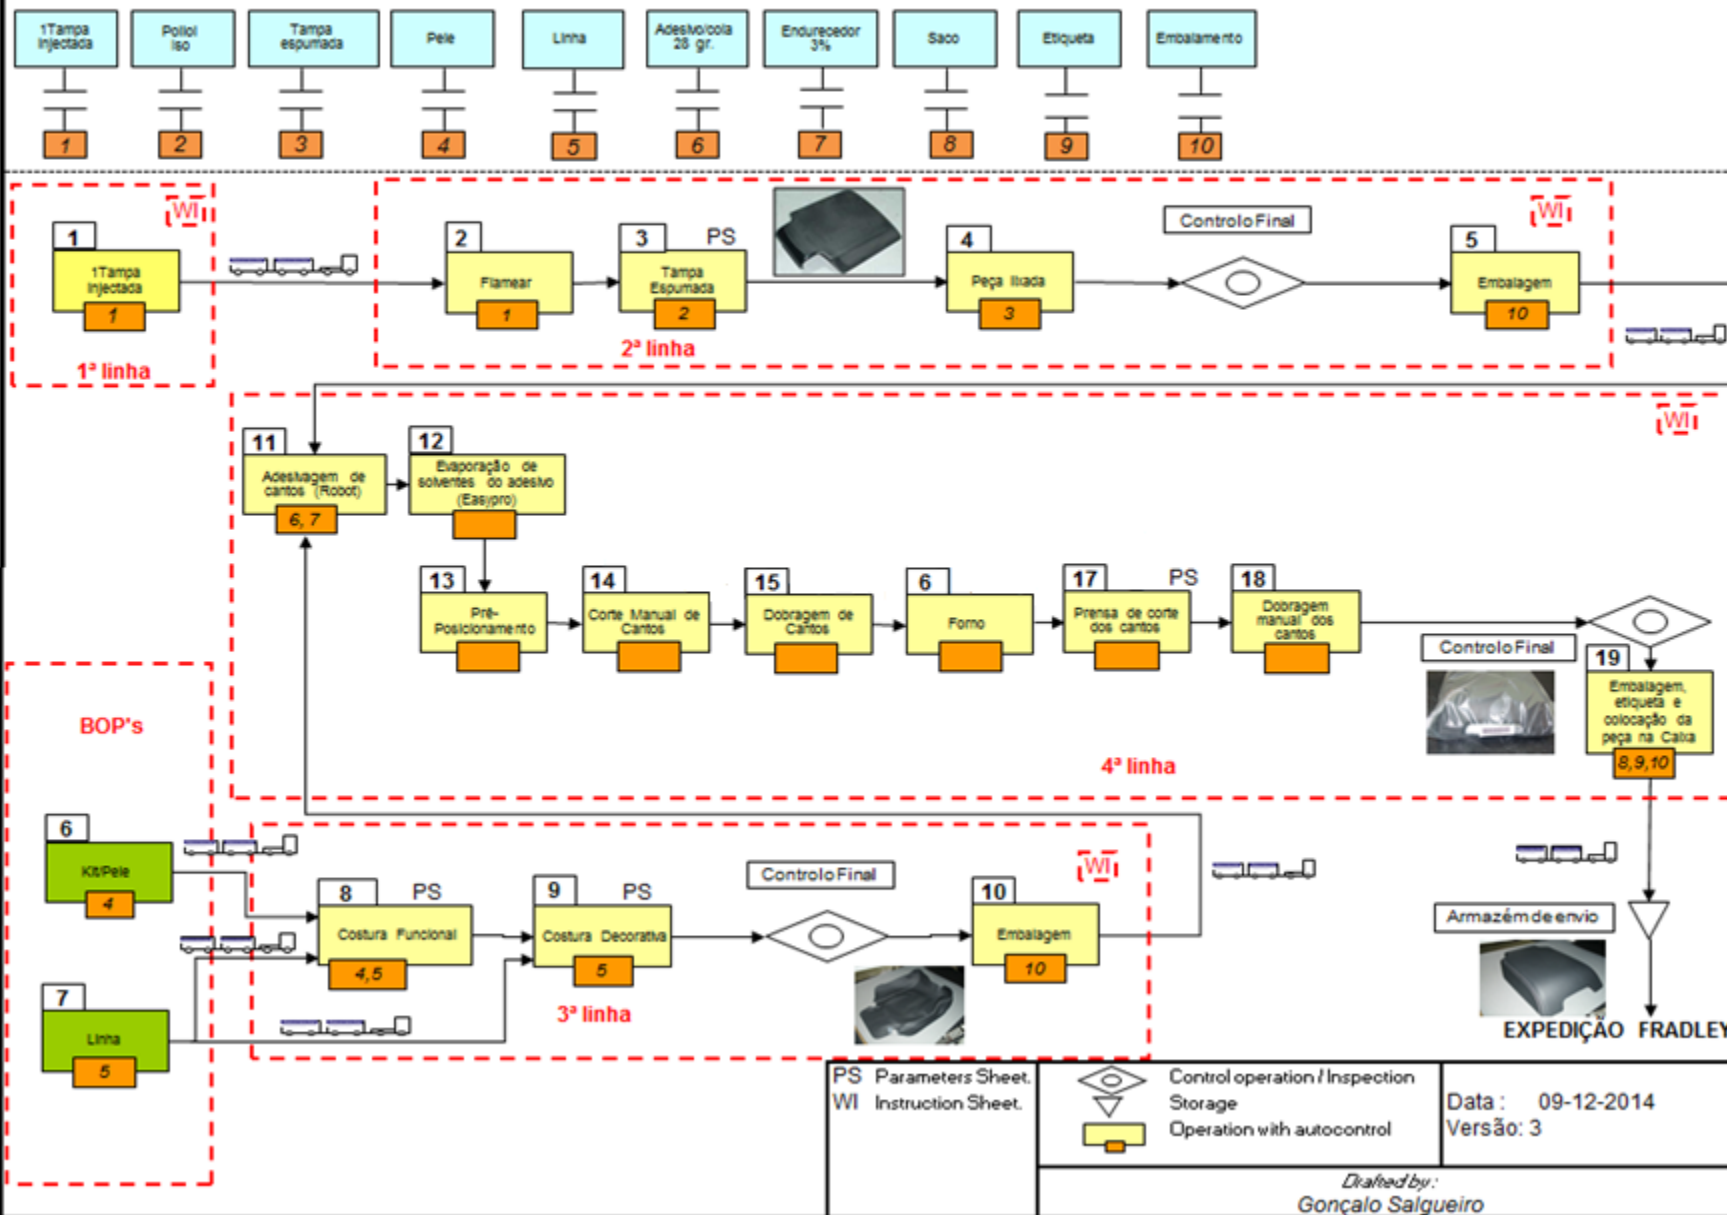 1Tampa
Injectada
Poliol
Iso
Tampa
espumada
Pele
Linha
Adesivo/cola
28 gr.
Endurecedor
3%
Saco
Etiqueta
Embalamento
1
2
3
4
5
6
7
8
9
10
WI
1
1Tampa
Injectada
1
1ª linha
2
Flamear
1
3
PS
Tampa
Espumada
2
2ª linha
4
Peça lixada
3
Controlo Final
WI
5
Embalagem
10
WI
11
Adesivagem de
cantos (Robot)
6, 7
12
Evaporação de
solventes do adesivo
(Easypro)
13
Pré-
Posicionamento
14
Corte Manual de
Cantos
15
Dobragem de
Cantos
6
Forno
17
PS
Prensa de corte
dos cantos
18
Dobragem
manual dos
cantos
Controlo Final
19
Embalagem,
etiqueta e
colocação da
peça na Caixa
8,9,10
4ª linha
BOP's
6
Kit/Pele
4
7
Linha
5
8
PS
Costura Funcional
4,5
9
PS
Costura Decorativa
5
3ª linha
Controlo Final
WI
10
Embalagem
10
Armazém de envio
EXPEDIÇÃO FRADLEY
PS Parameters Sheet.
WI Instruction Sheet.
Control operation / Inspection
Storage
Operation with autocontrol
Data : 09-12-2014
Versão: 3
Drafted by :
Gonçalo Salgueiro